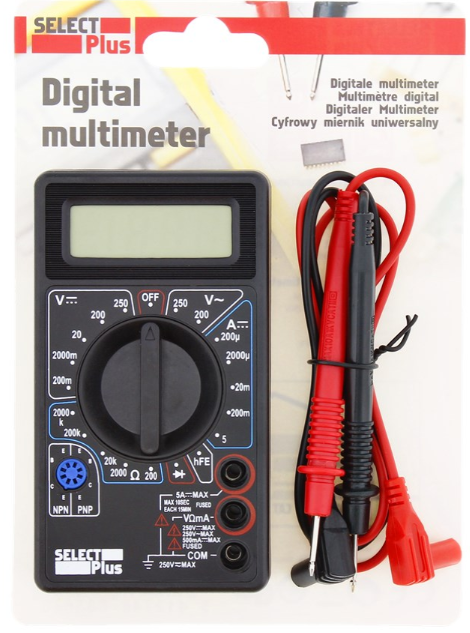 SELECT
Plus
Digital
multimeter
Digitale multimeter
Multimètre digital
Digitaler Multimeter
Cyfrowy miernik uniwersalny
OFF
V⎓ 250 250 V~
200 200 A⎓
20 200µ
2000m 2000µ
200m 20m
2000 k 200m
200k 5
20k 2000 Ω 200 hFE
E E
B B
C C
E E
NPN PNP
5A⎓MAX
MAX 10SEC
EACH 15MIN FUSED
VΩmA
250V⎓MAX
250V~MAX
500mA⎓MAX
FUSED
COM
250V≂MAX
SELECT
Plus